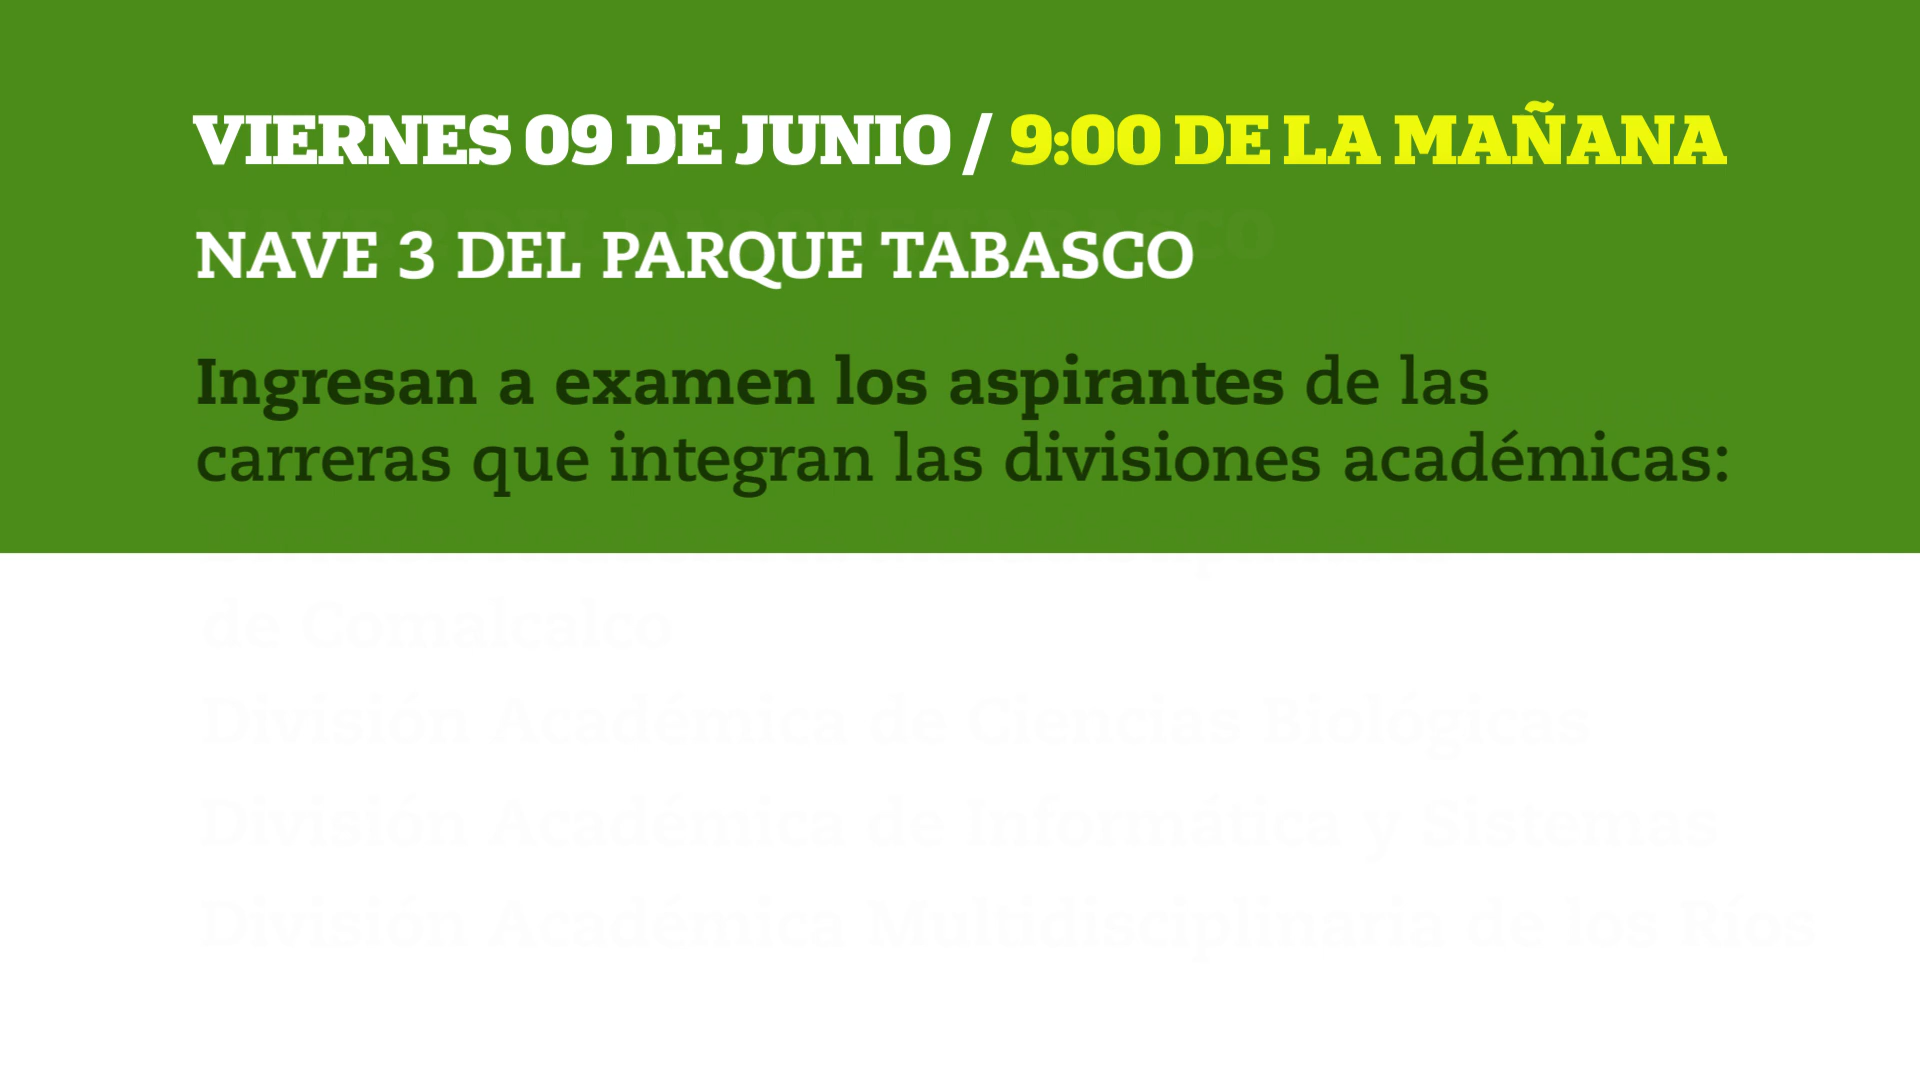 VIERNES 09 DE JUNIO / 9:00 DE LA MAÑANA
NAVE 3 DEL PARQUE TABASCO
Ingresan a examen los aspirantes de las
carreras que integran las divisiones académicas:
de Comalcalco
División Académica de Ciencias Biológicas
División Académica de Informática y Sistemas
División Académica Multidisciplinaria de los Ríos